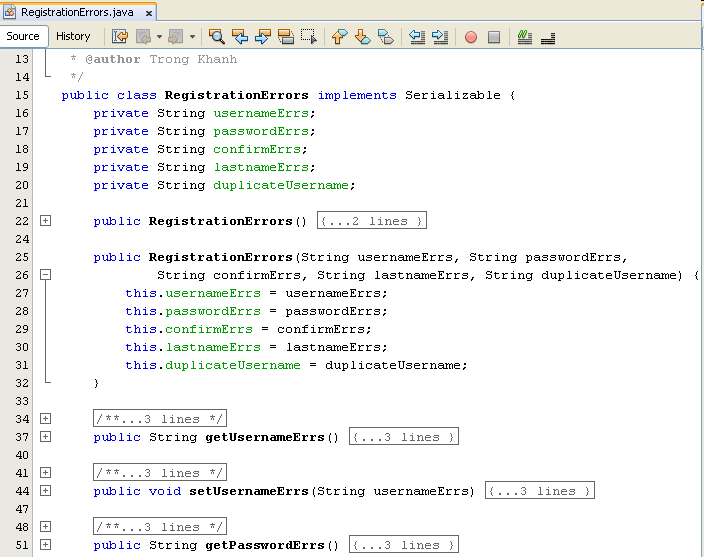 RegistrationErrors.java
Source History
13 * @author Trong Khanh
14 */
15 public class RegistrationErrors implements Serializable {
16 private String usernameErrs;
17 private String passwordErrs;
18 private String confirmErrs;
19 private String lastnameErrs;
20 private String duplicateUsername;
21
22 public RegistrationErrors() {...2 lines }
24
25 public RegistrationErrors(String usernameErrs, String passwordErrs,
26 String confirmErrs, String lastnameErrs, String duplicateUsername) {
27 this.usernameErrs = usernameErrs;
28 this.passwordErrs = passwordErrs;
29 this.confirmErrs = confirmErrs;
30 this.lastnameErrs = lastnameErrs;
31 this.duplicateUsername = duplicateUsername;
32 }
33
34 /**...3 lines */
37 public String getUsernameErrs() {...3 lines }
40
41 /**...3 lines */
44 public void setUsernameErrs(String usernameErrs) {...3 lines }
47
48 /**...3 lines */
51 public String getPasswordErrs() {...3 lines }